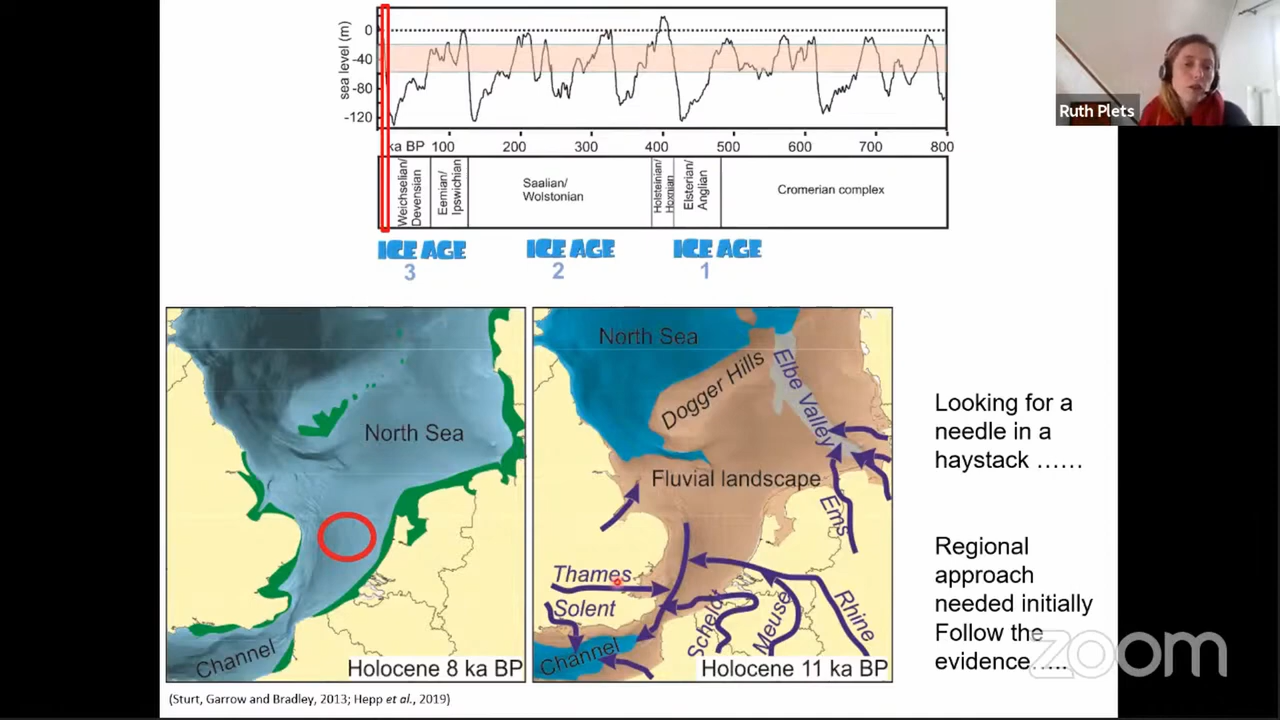 Ruth Plets
sea level (m)
0
-40
-80
-120
ka BP 100 200 300 400 500 600 700 800
Weichselian/
Devensian
Eemian/
Ipswichian
Saalian/
Wolstonian
Holsteinian/
Hoxnian
Elsterian/
Anglian
Cromerian complex
ICE AGE
3
ICE AGE
2
ICE AGE
1
North Sea
Channel
Holocene 8 ka BP
North Sea
Dogger Hills
Elbe Valley
Fluvial landscape
Ems
Thames
Solent
Scheldt
Meuse
Rhine
Channel
Holocene 11 ka BP
Looking for a
needle in a
haystack ……
Regional
approach
needed initially
Follow the
evidence…..
(Sturt, Garrow and Bradley, 2013; Hepp et al., 2019)
zoom